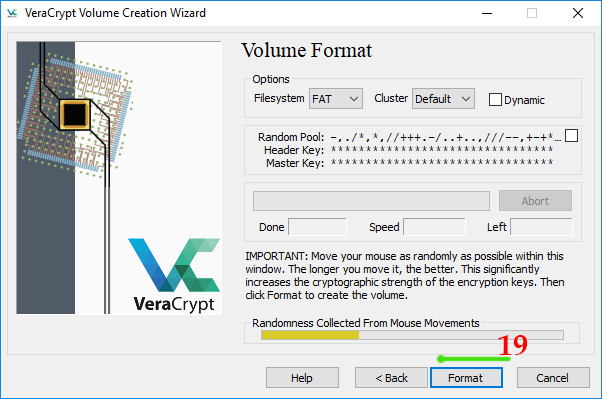 VeraCrypt Volume Creation Wizard
Volume Format
Options
Filesystem FAT Cluster Default Dynamic
Random Pool: -,./*,*,//+++.-/..+..,///--,+-+*...
Header Key: ********************************
Master Key: ********************************
Abort
Done Speed Left
IMPORTANT: Move your mouse as randomly as possible within this
window. The longer you move it, the better. This significantly
increases the cryptographic strength of the encryption keys. Then
click Format to create the volume.
VeraCrypt
Randomness Collected From Mouse Movements
19
Help < Back Format Cancel